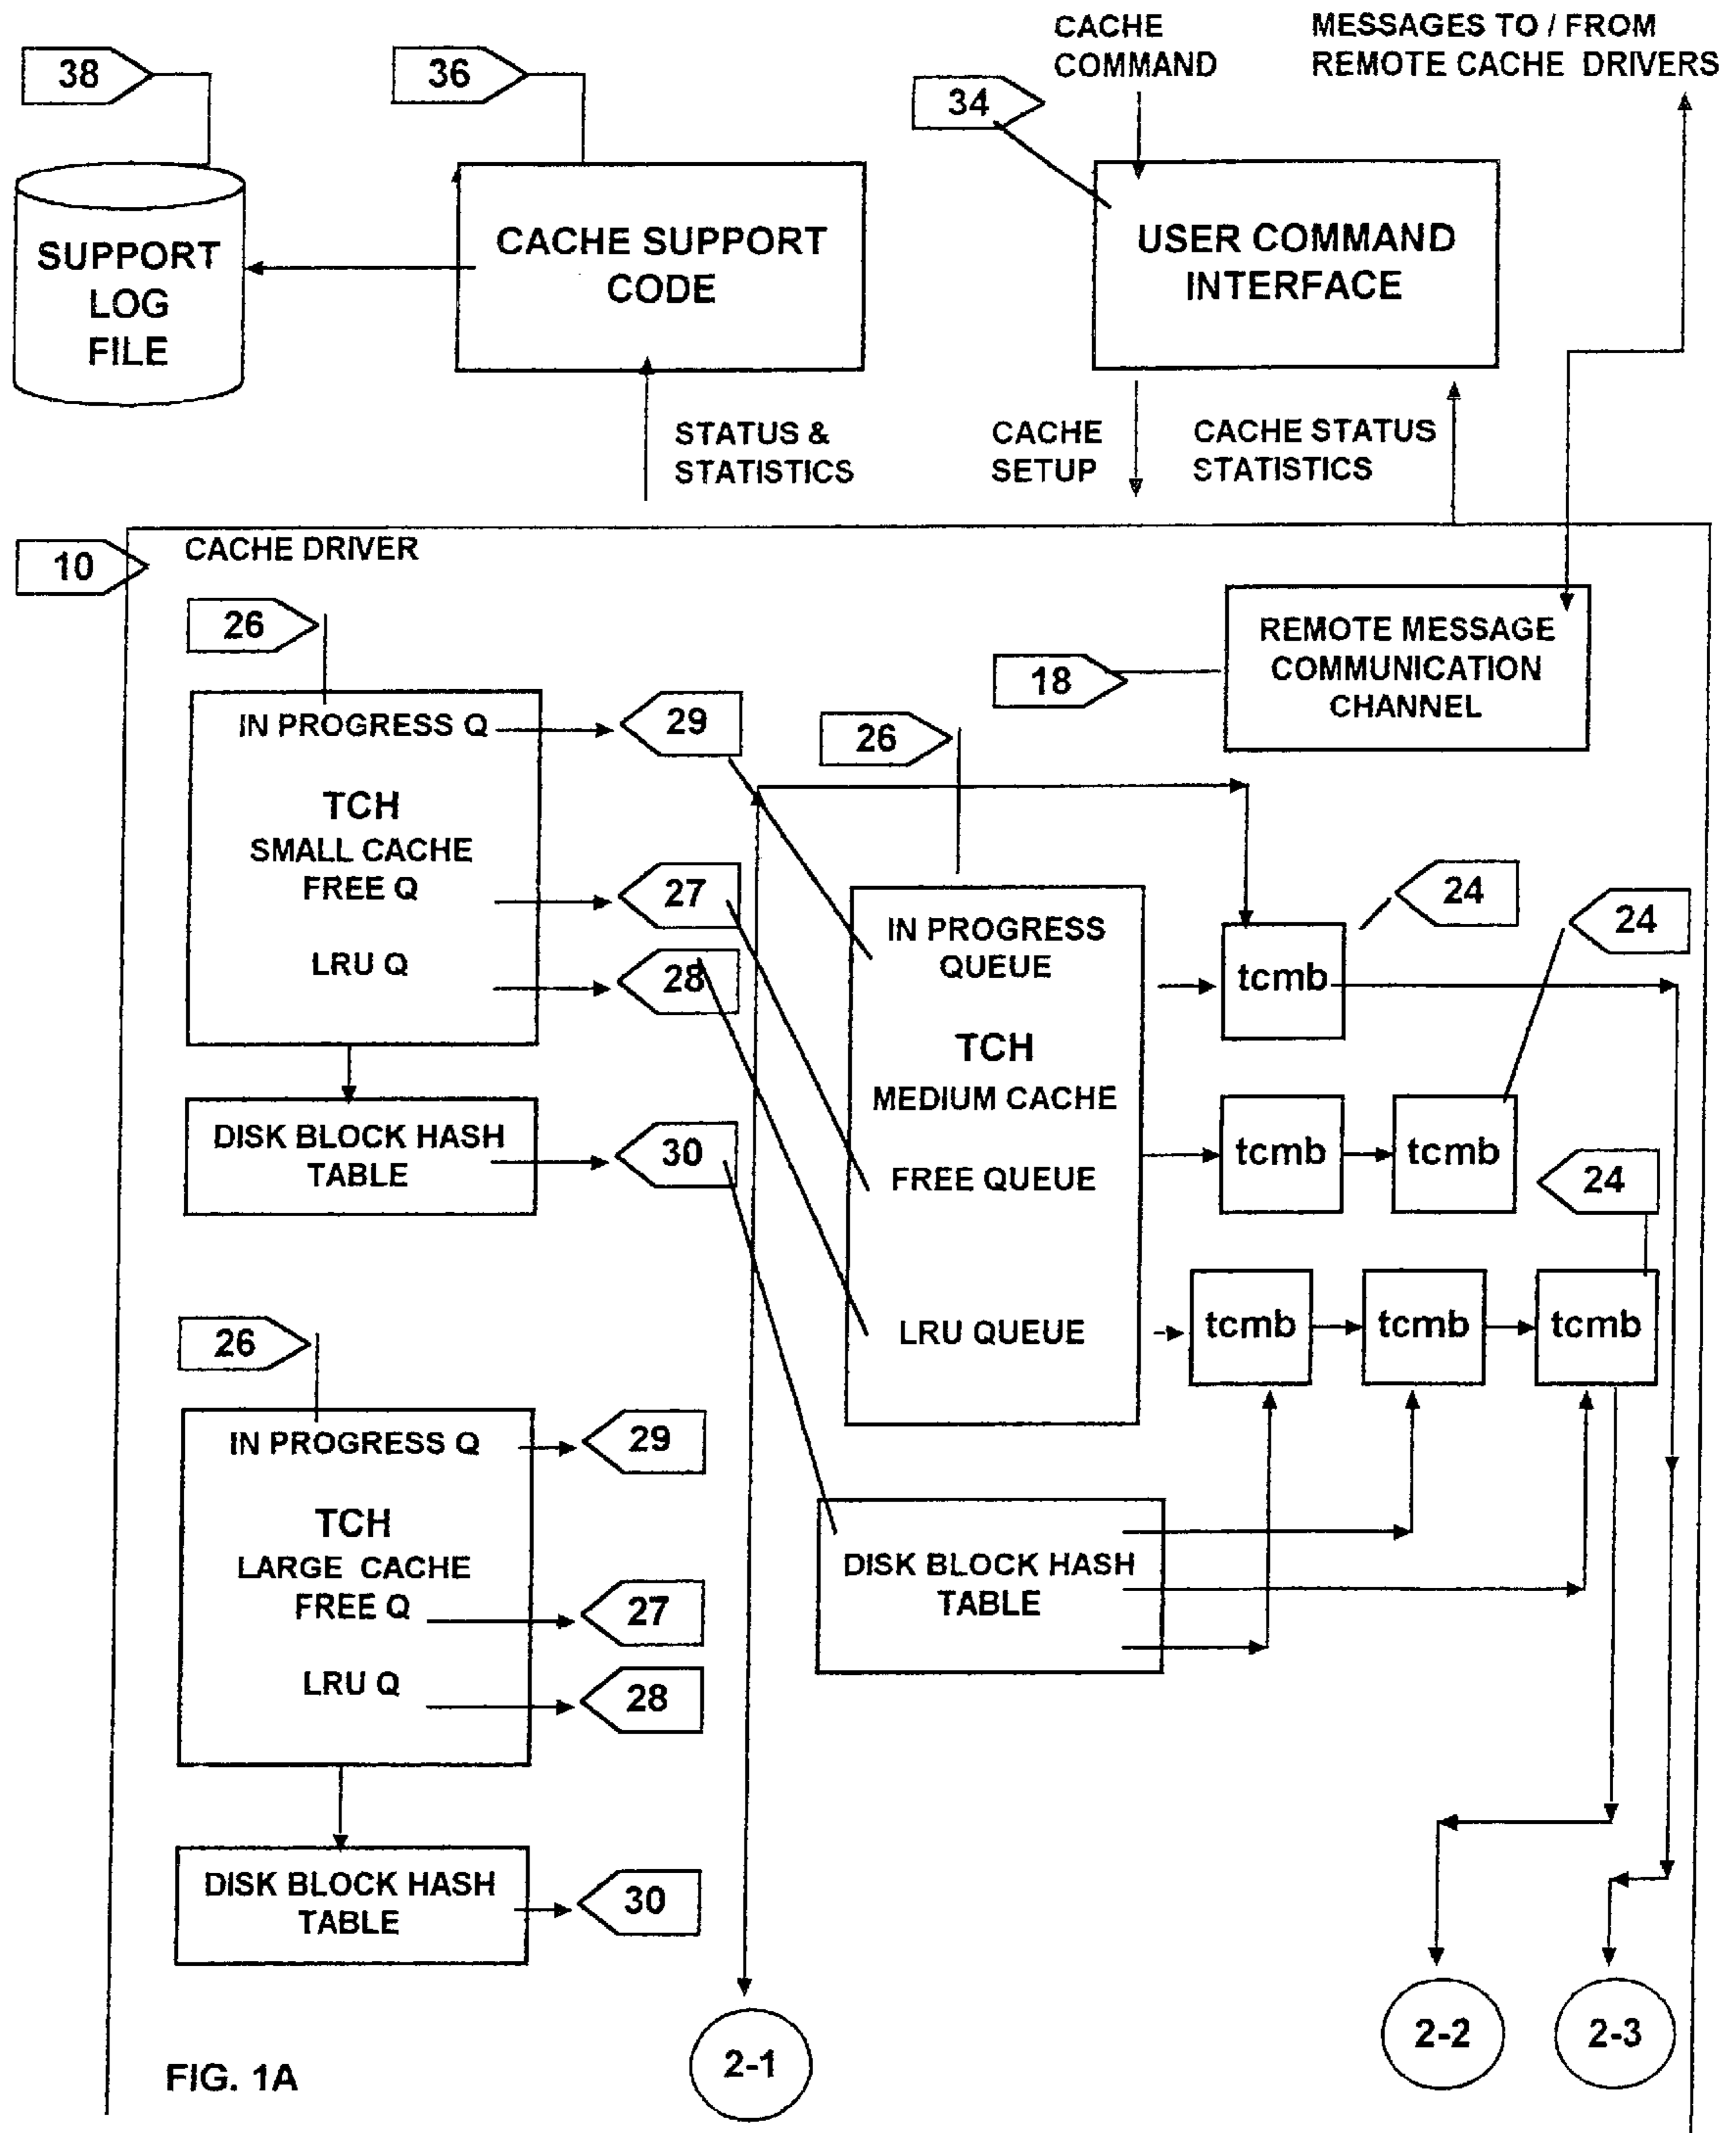 CACHE
COMMAND
MESSAGES TO / FROM
REMOTE CACHE DRIVERS
38
36
34
SUPPORT
LOG
FILE
CACHE SUPPORT
CODE
USER COMMAND
INTERFACE
STATUS &
STATISTICS
CACHE
SETUP
CACHE STATUS
STATISTICS
10
CACHE DRIVER
26
REMOTE MESSAGE
COMMUNICATION
CHANNEL
18
IN PROGRESS Q
29
TCH
SMALL CACHE
FREE Q
27
LRU Q
28
DISK BLOCK HASH
TABLE
30
26
IN PROGRESS
QUEUE
TCH
MEDIUM CACHE
FREE QUEUE
LRU QUEUE
24
24
tcmb
tcmb
tcmb
24
tcmb
tcmb
tcmb
26
IN PROGRESS Q
29
TCH
LARGE CACHE
FREE Q
27
LRU Q
28
DISK BLOCK HASH
TABLE
DISK BLOCK HASH
TABLE
30
2-1
2-2
2-3
FIG. 1A